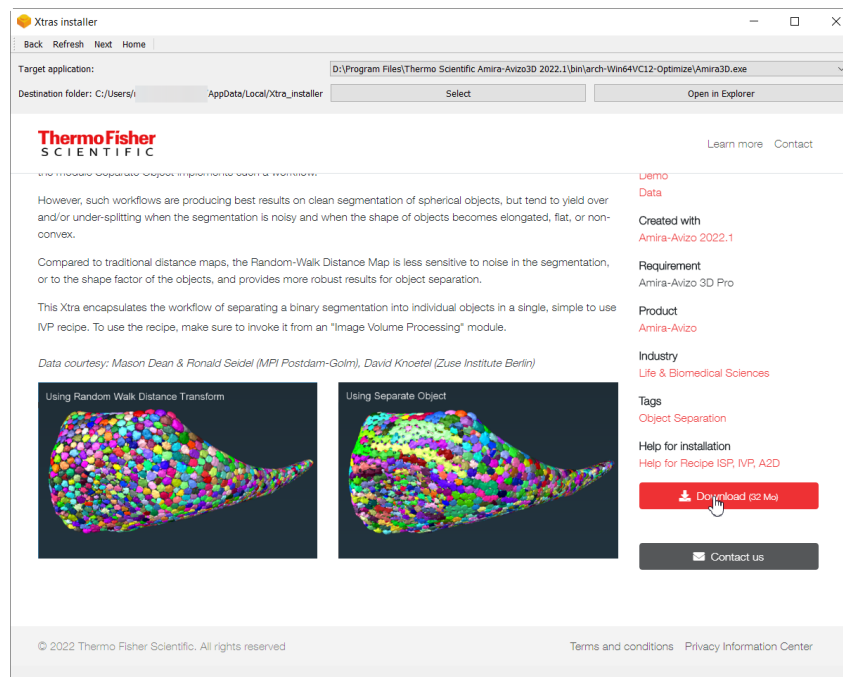 Xtras installer
Back Refresh Next Home
Target application:
D:\Program Files\Thermo Scientific Amira-Avizo3D 2022.1\bin\arch-Win64VC12-Optimize\Amira3D.exe
Destination folder: C:/Users/ /AppData/Local/Xtra_installer
Select
Open in Explorer
ThermoFisher
SCIENTIFIC
Learn more Contact
the module Separate Object implements such a workflow.
However, such workflows are producing best results on clean segmentation of spherical objects, but tend to yield over
and/or under-splitting when the segmentation is noisy and when the shape of objects becomes elongated, flat, or non-
convex.
Compared to traditional distance maps, the Random-Walk Distance Map is less sensitive to noise in the segmentation,
or to the shape factor of the objects, and provides more robust results for object separation.
This Xtra encapsulates the workflow of separating a binary segmentation into individual objects in a single, simple to use
IVP recipe. To use the recipe, make sure to invoke it from an "Image Volume Processing" module.
Data courtesy: Mason Dean & Ronald Seidel (MPI Postdam-Golm), David Knoetel (Zuse Institute Berlin)
Using Random Walk Distance Transform
Using Separate Object
Demo
Data
Created with
Amira-Avizo 2022.1
Requirement
Amira-Avizo 3D Pro
Product
Amira-Avizo
Industry
Life & Biomedical Sciences
Tags
Object Separation
Help for installation
Help for Recipe ISP, IVP, A2D
Download (32 Mo)
Contact us
© 2022 Thermo Fisher Scientific. All rights reserved
Terms and conditions Privacy Information Center